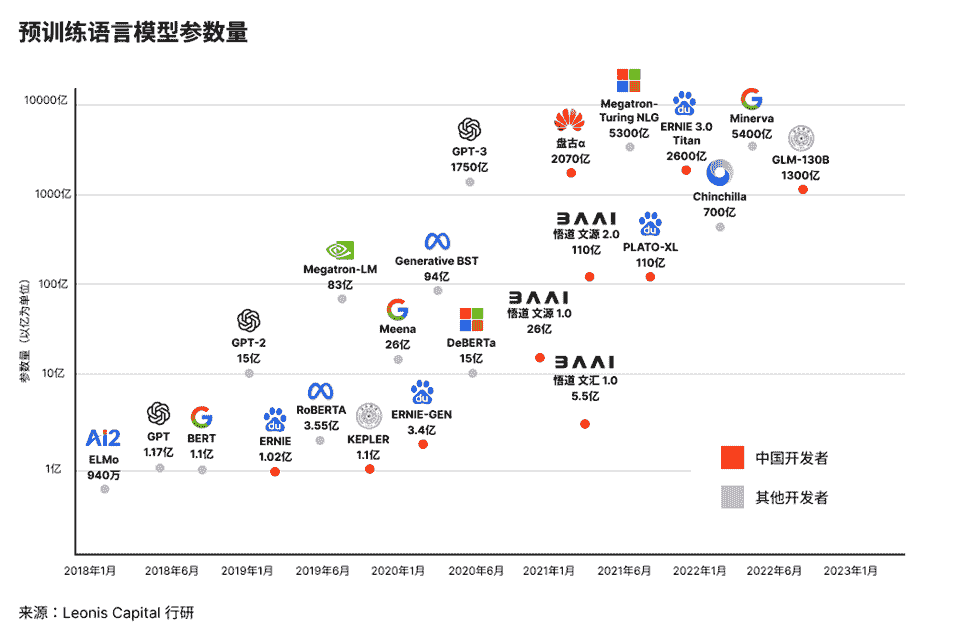 预训练语言模型参数量
10000亿
1000亿
100亿
10亿
1亿
参数量（以亿为单位）
Ai2
ELMo
940万
GPT
1.17亿
BERT
1.1亿
GPT-2
15亿
du
ERNIE
1.02亿
RoBERTA
3.55亿
Megatron-LM
83亿
KEPLER
1.1亿
Meena
26亿
du
ERNIE-GEN
3.4亿
Generative BST
94亿
GPT-3
1750亿
DeBERTa
15亿
BAAI
悟道 文源 1.0
26亿
盘古α
2070亿
BAAI
悟道 文源 2.0
110亿
BAAI
悟道 文汇 1.0
5.5亿
Megatron-
Turing NLG
5300亿
du
PLATO-XL
110亿
du
ERNIE 3.0
Titan
2600亿
Chinchilla
700亿
Minerva
5400亿
GLM-130B
1300亿
中国开发者
其他开发者
2018年1月
2018年6月
2019年1月
2019年6月
2020年1月
2020年6月
2021年1月
2021年6月
2022年1月
2022年6月
2023年1月
来源：Leonis Capital 行研